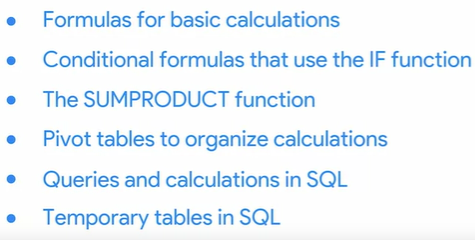 • Formulas for basic calculations
• Conditional formulas that use the IF function
• The SUMPRODUCT function
• Pivot tables to organize calculations
• Queries and calculations in SQL
• Temporary tables in SQL